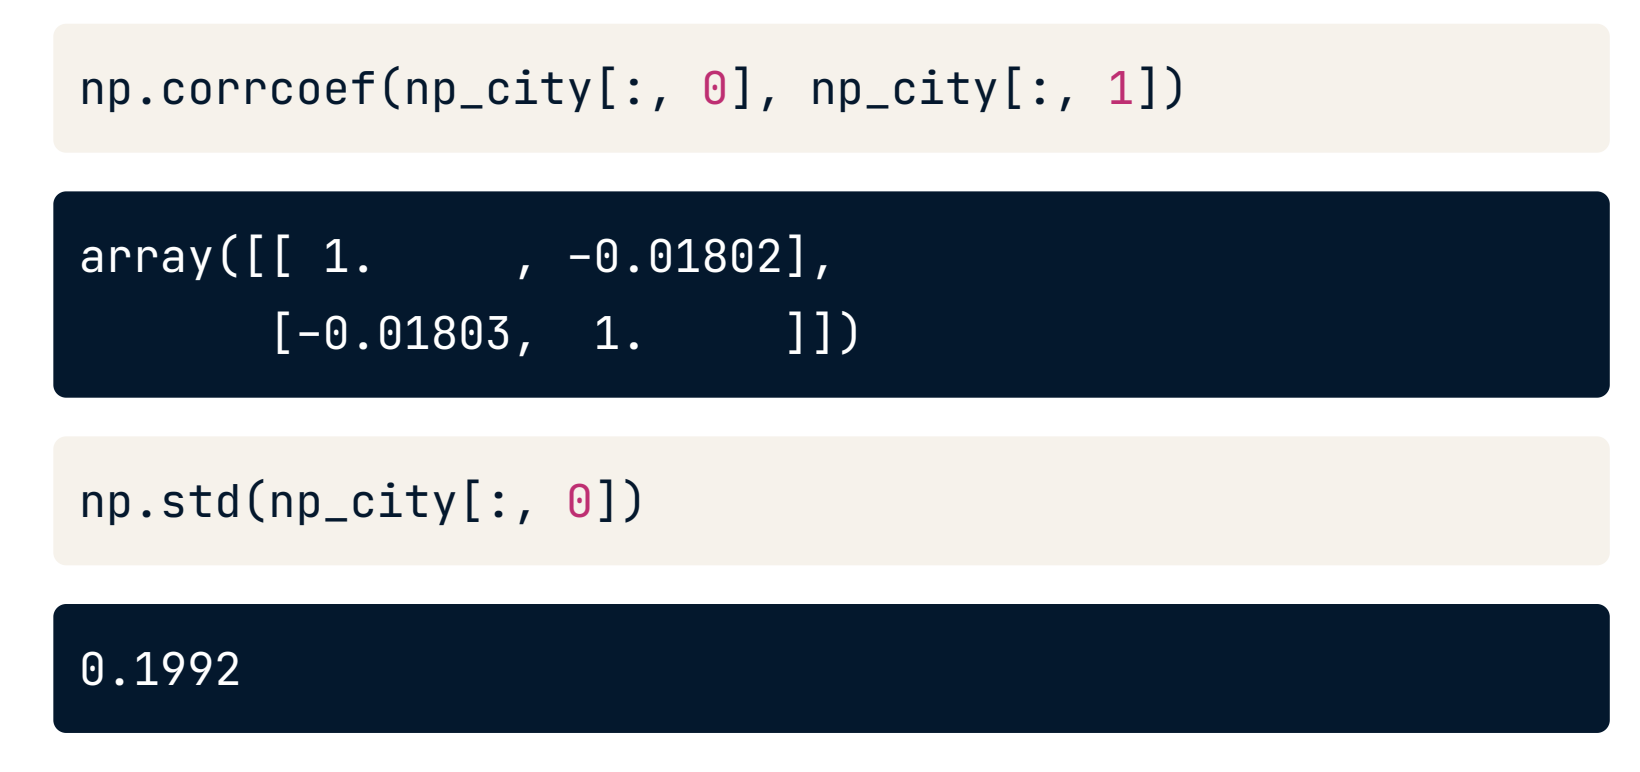 np.corrcoef(np_city[:, 0], np_city[:, 1])
array([[ 1.     , -0.01802],
       [-0.01803,  1.     ]])
np.std(np_city[:, 0])
0.1992